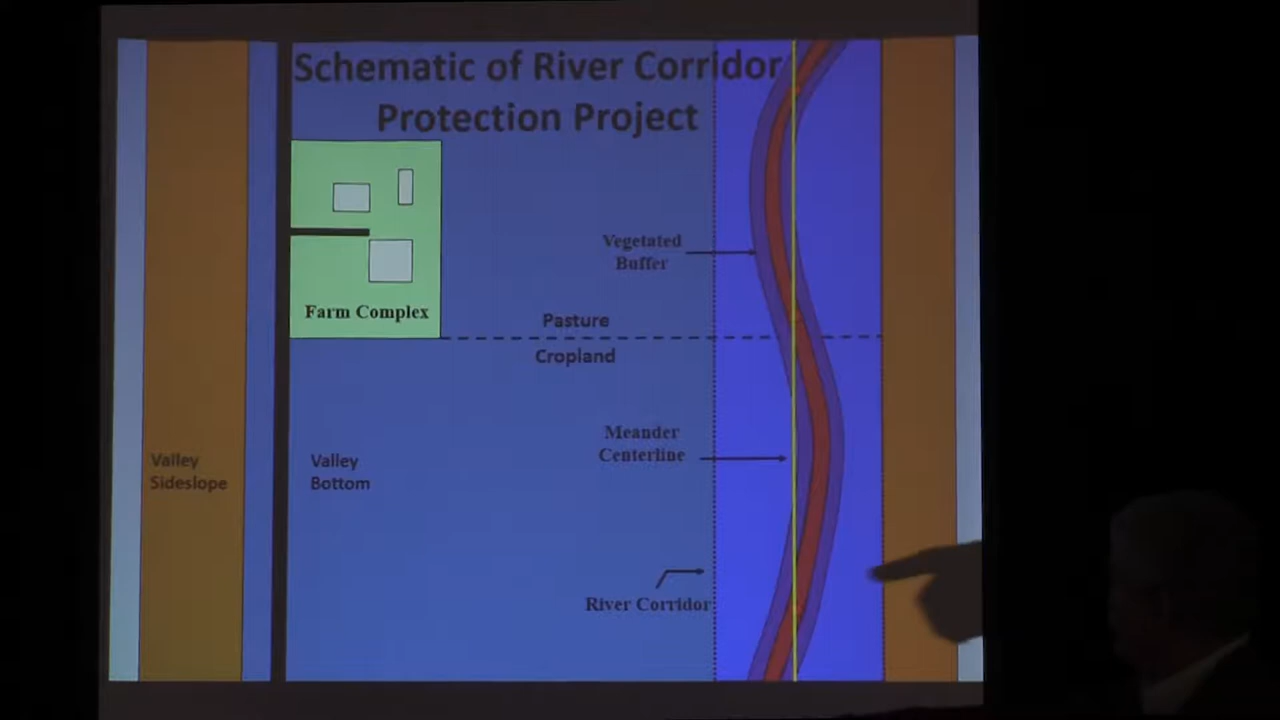 Schematic of River Corridor
Protection Project
Vegetated
Buffer
Farm Complex
Pasture
Cropland
Meander
Centerline
Valley
Sideslope
Valley
Bottom
River Corridor